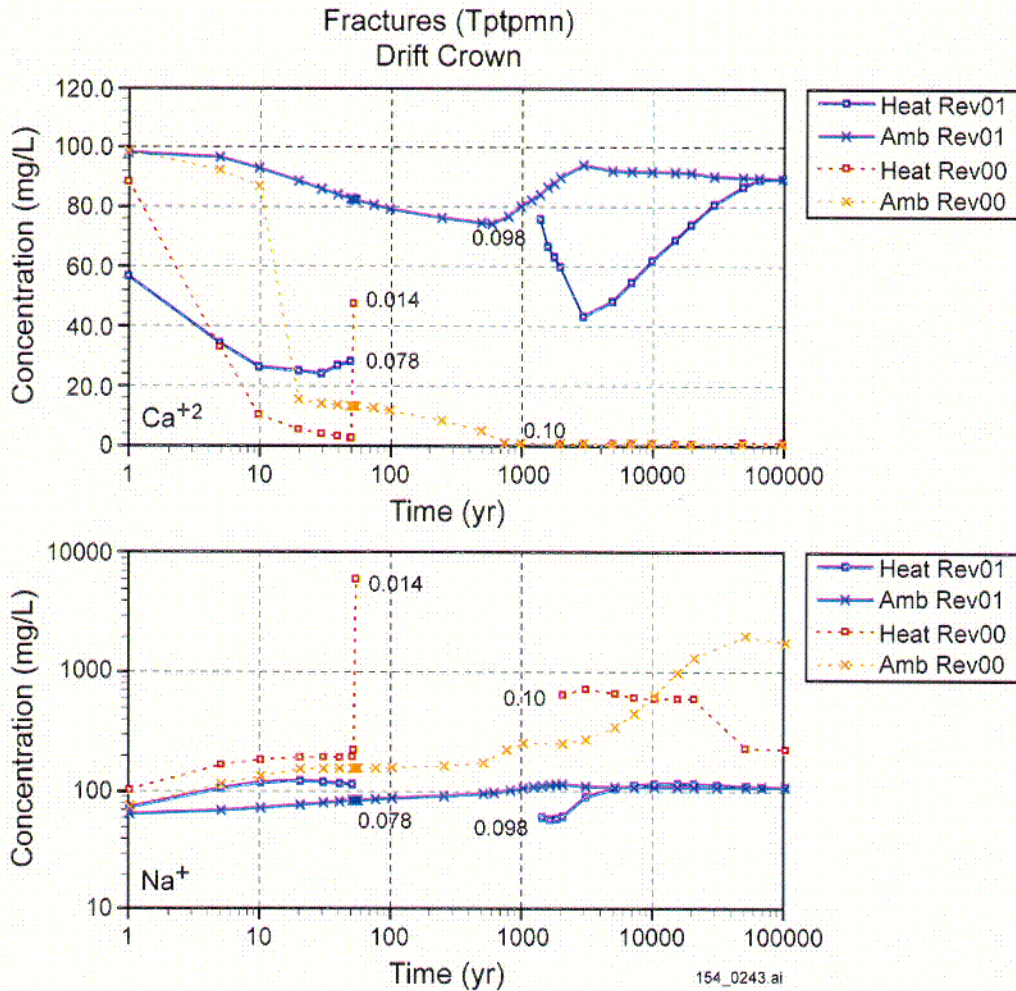 Fractures (Tptpmn)
Drift Crown
120.0
100.0
80.0
60.0
40.0
20.0
0
Concentration (mg/L)
Ca+2
0.098
0.014
0.078
0.10
1
10
100
1000
10000
100000
Time (yr)
Heat Rev01
Amb Rev01
Heat Rev00
Amb Rev00
10000
1000
100
10
Concentration (mg/L)
Na+
0.014
0.10
0.078
0.098
1
10
100
1000
10000
100000
Time (yr)
Heat Rev01
Amb Rev01
Heat Rev00
Amb Rev00
154_0243.ai